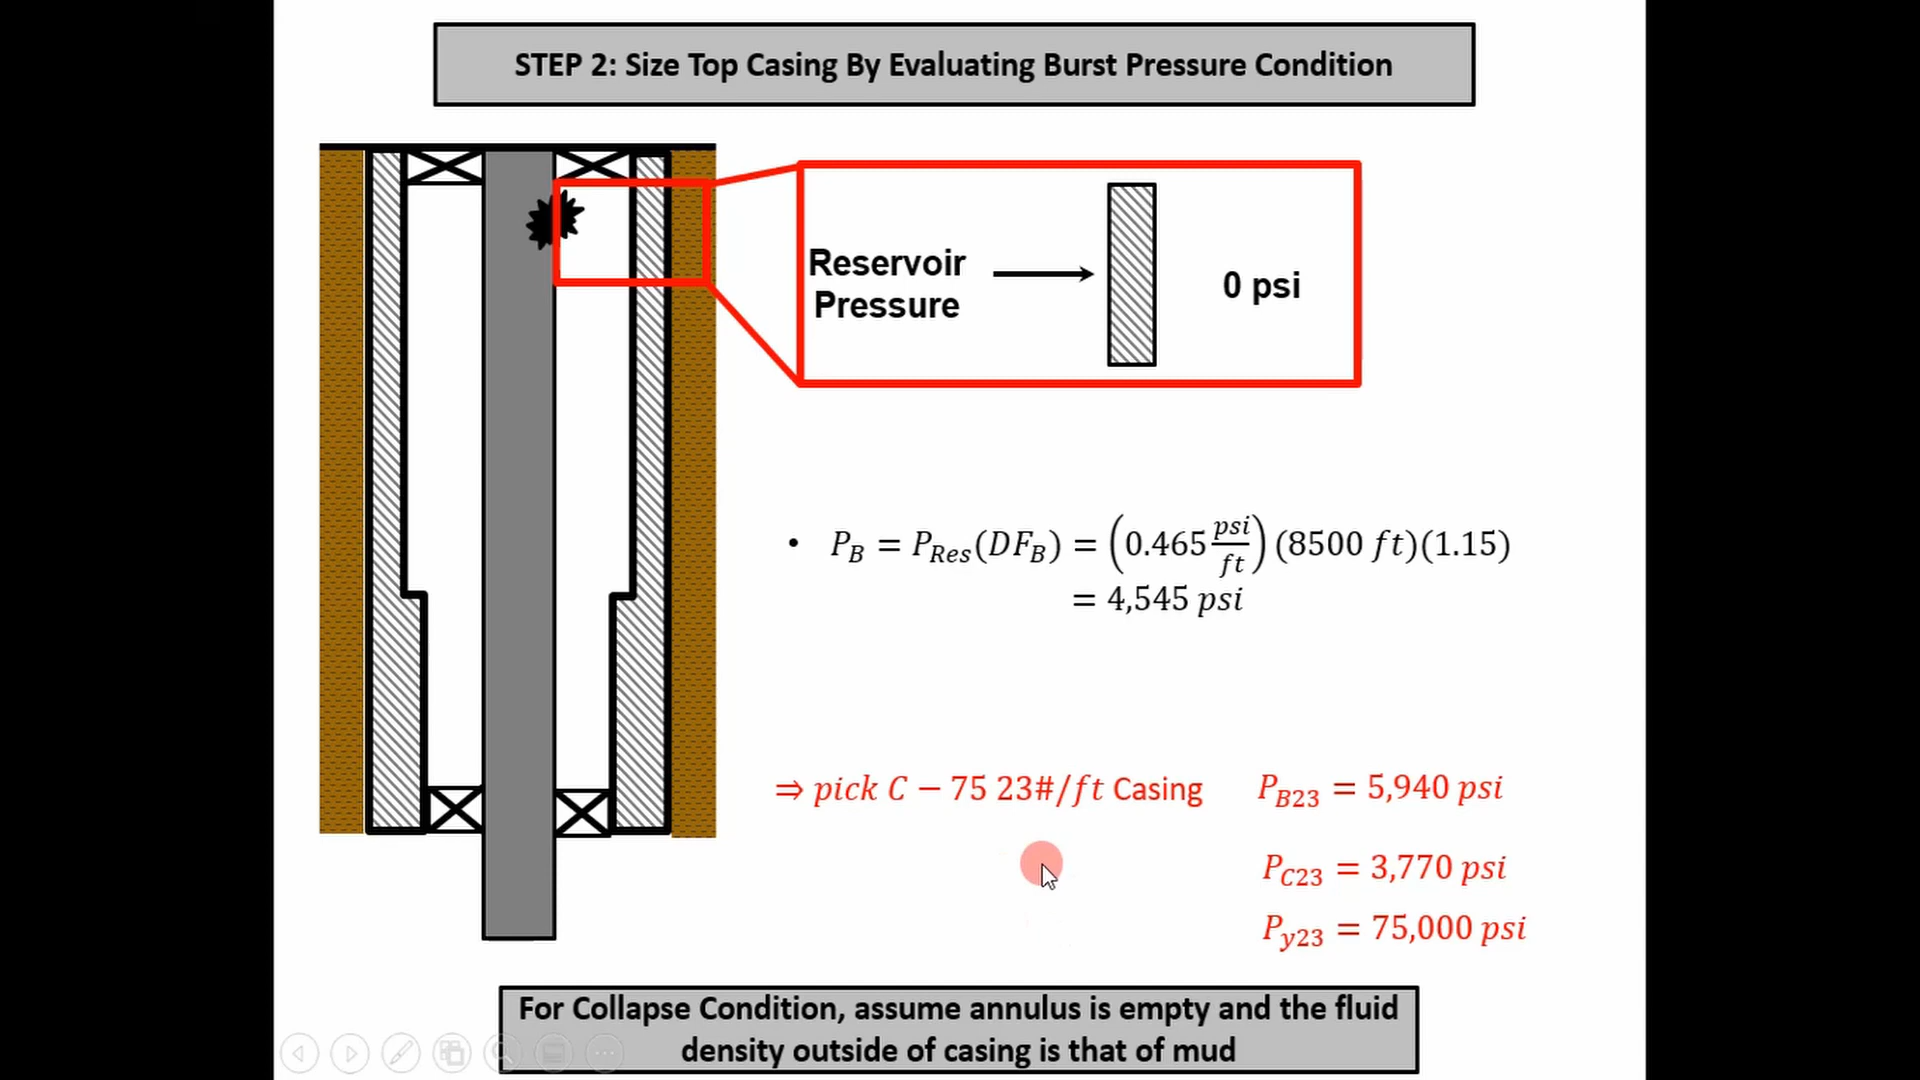 STEP 2: Size Top Casing By Evaluating Burst Pressure Condition
Reservoir
Pressure
0 psi
• P_B = P_Res(DF_B) = (0.465 psi/ft)(8500 ft)(1.15)
= 4,545 psi
⇒ pick C − 75 23#/ft Casing P_B23 = 5,940 psi
P_C23 = 3,770 psi
P_y23 = 75,000 psi
For Collapse Condition, assume annulus is empty and the fluid
density outside of casing is that of mud